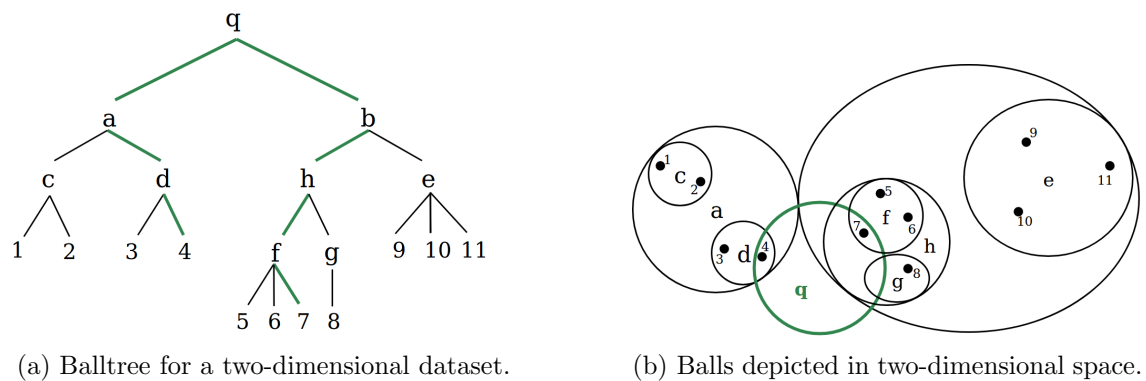 q
a b
c d h e
1 2 3 4 f g 9 10 11
5 6 7 8
(a) Balltree for a two-dimensional dataset.
1
c
2
a
3
d
4
q
5
f
6
7
h
g
8
9
e
11
10
(b) Balls depicted in two-dimensional space.